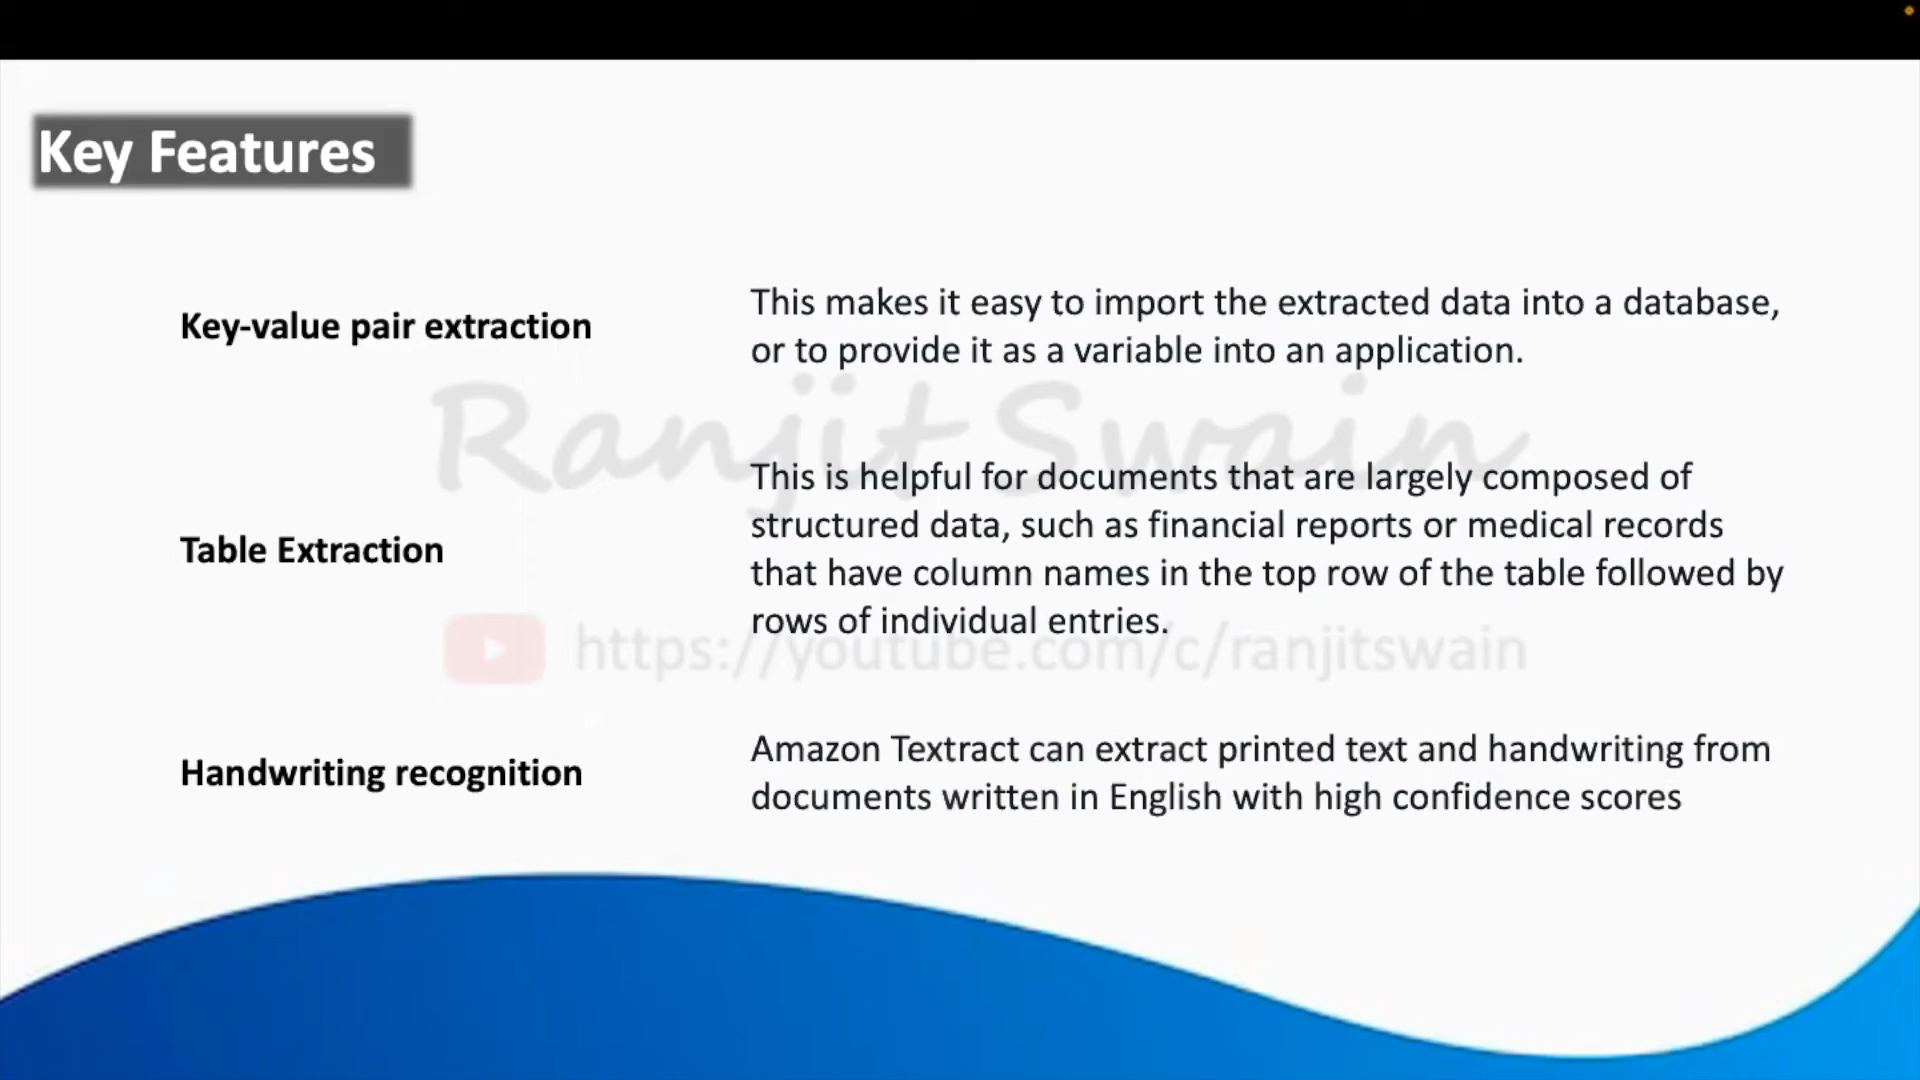 Key Features
Key-value pair extraction
This makes it easy to import the extracted data into a database,
or to provide it as a variable into an application.
Ranjit Swain
Table Extraction
This is helpful for documents that are largely composed of
structured data, such as financial reports or medical records
that have column names in the top row of the table followed by
rows of individual entries.
https://youtube.com/c/ranjitswain
Handwriting recognition
Amazon Textract can extract printed text and handwriting from
documents written in English with high confidence scores